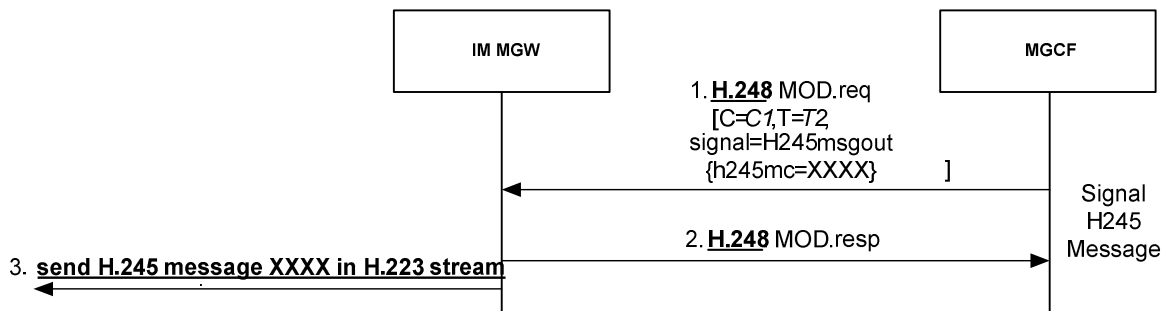 IM MGW
MGCF
1. H.248 MOD.req
[C=C1,T=T2,
signal=H245msgout
{h245mc=XXXX} ]
Signal
H245
Message
2. H.248 MOD.resp
3. send H.245 message XXXX in H.223 stream